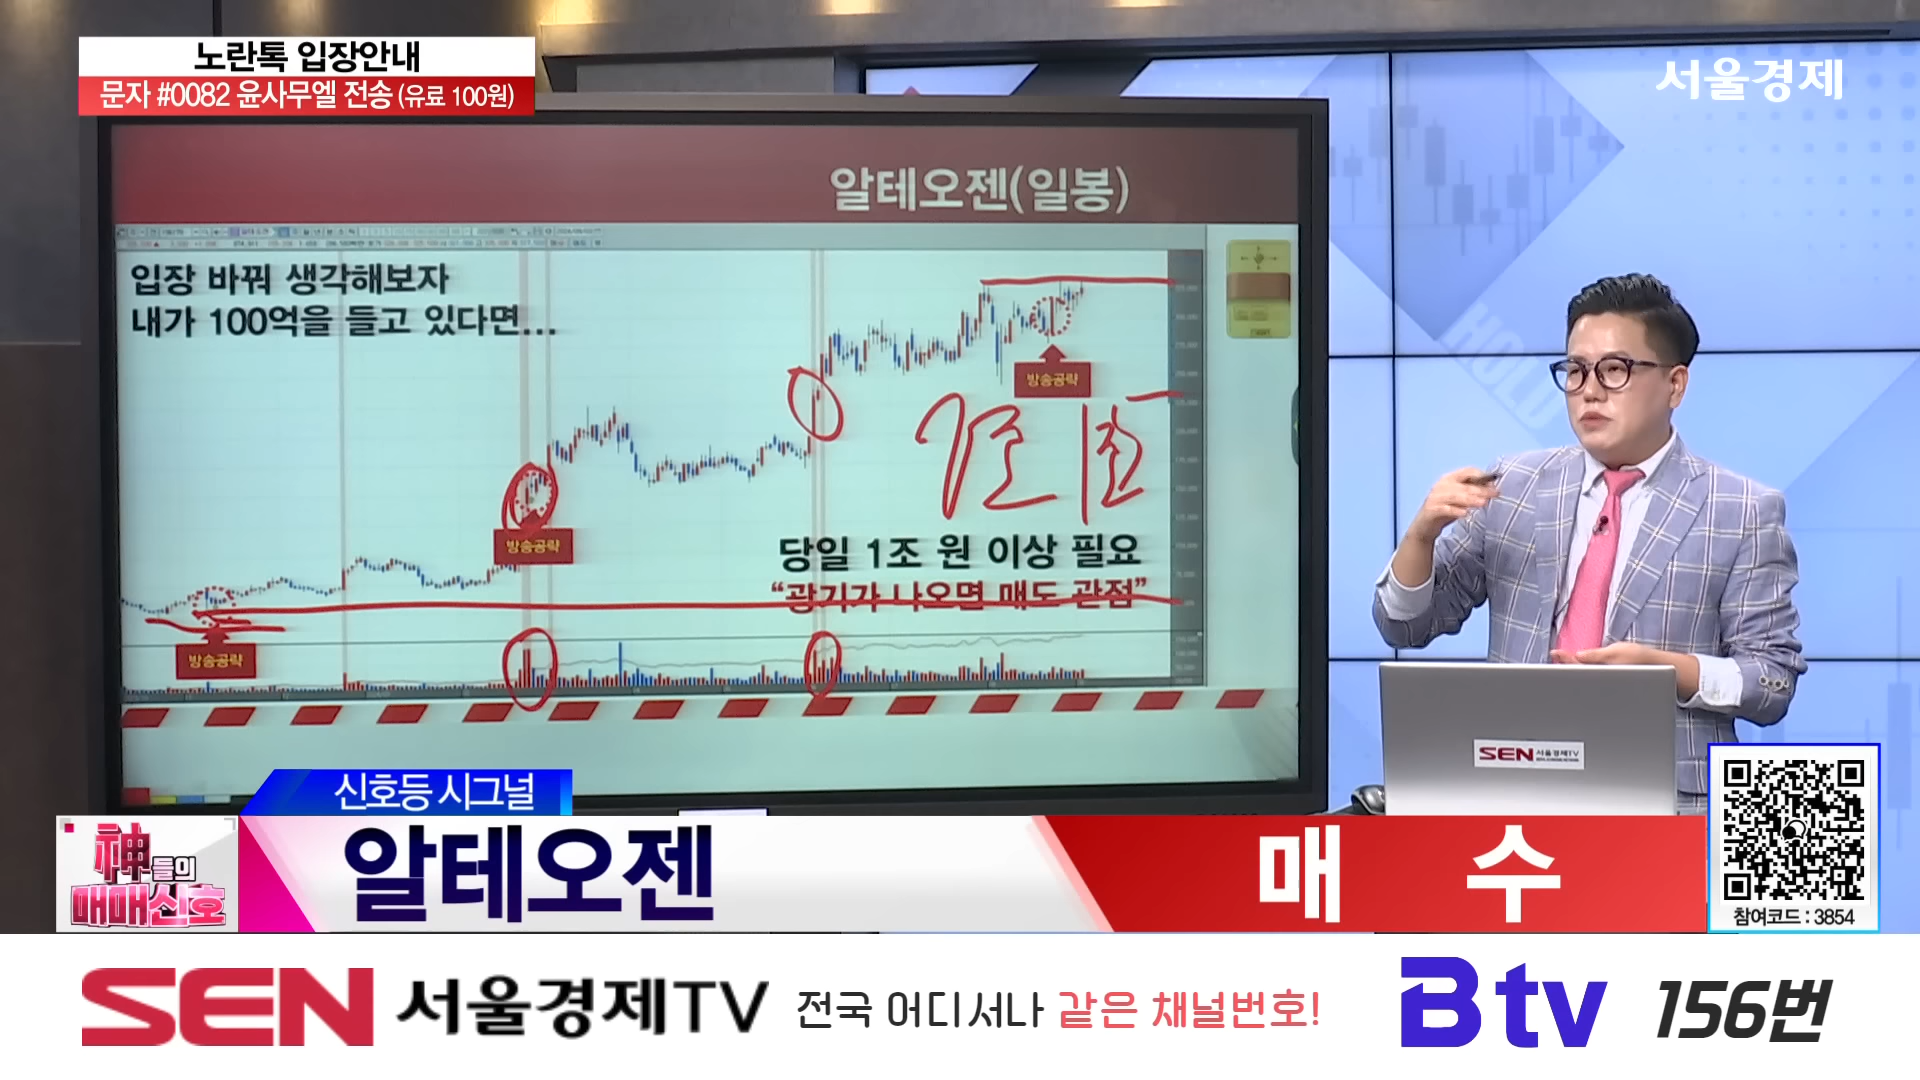 노란톡 입장안내
문자 #0082 윤사무엘 전송 (유료 100원)
서울경제
알테오젠(일봉)
입장 바꿔 생각해보자
내가 100억을 들고 있다면...
방송공략
방송공략
방송공략
당일 1조 원 이상 필요
“광기가 나오면 매도 관점”
HOLD
SEN 서울경제TV
신호등 시그널
神들의
매매신호
알테오젠
매 수
참여코드 : 3854
SEN 서울경제TV 전국 어디서나 같은 채널번호! B tv 156번